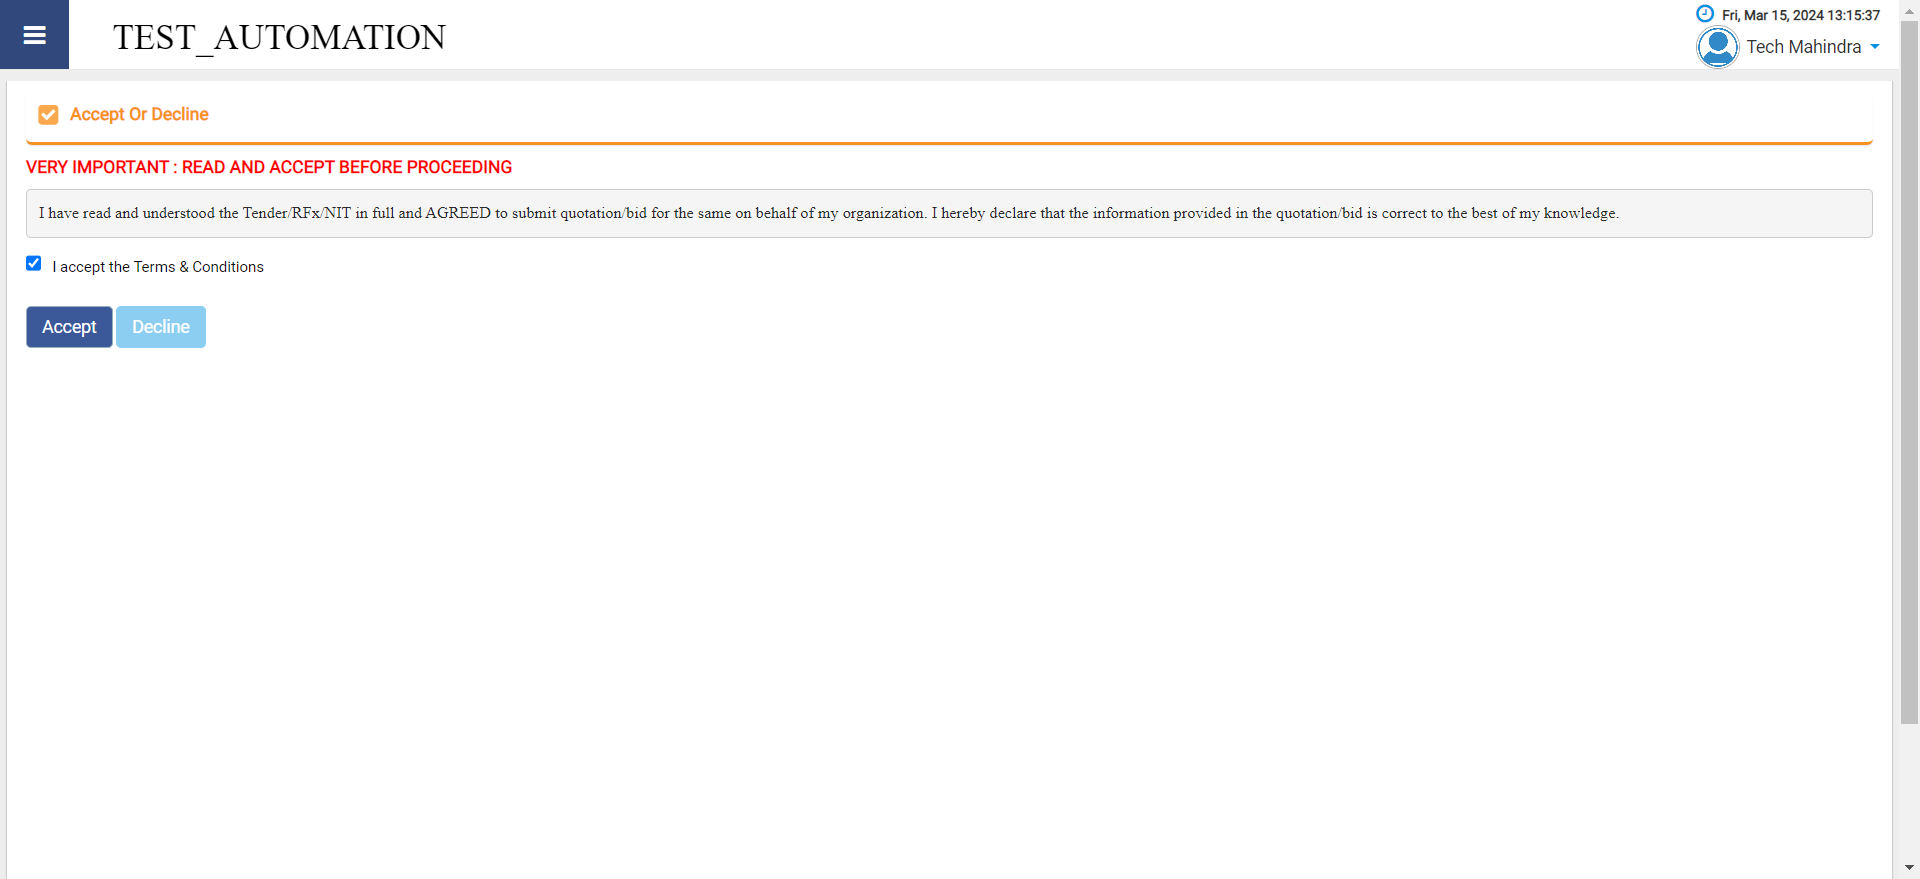 TEST_AUTOMATION
Fri, Mar 15, 2024 13:15:37
Tech Mahindra
Accept Or Decline
VERY IMPORTANT : READ AND ACCEPT BEFORE PROCEEDING
I have read and understood the Tender/RFx/NIT in full and AGREED to submit quotation/bid for the same on behalf of my organization. I hereby declare that the information provided in the quotation/bid is correct to the best of my knowledge.
I accept the Terms & Conditions
Accept Decline